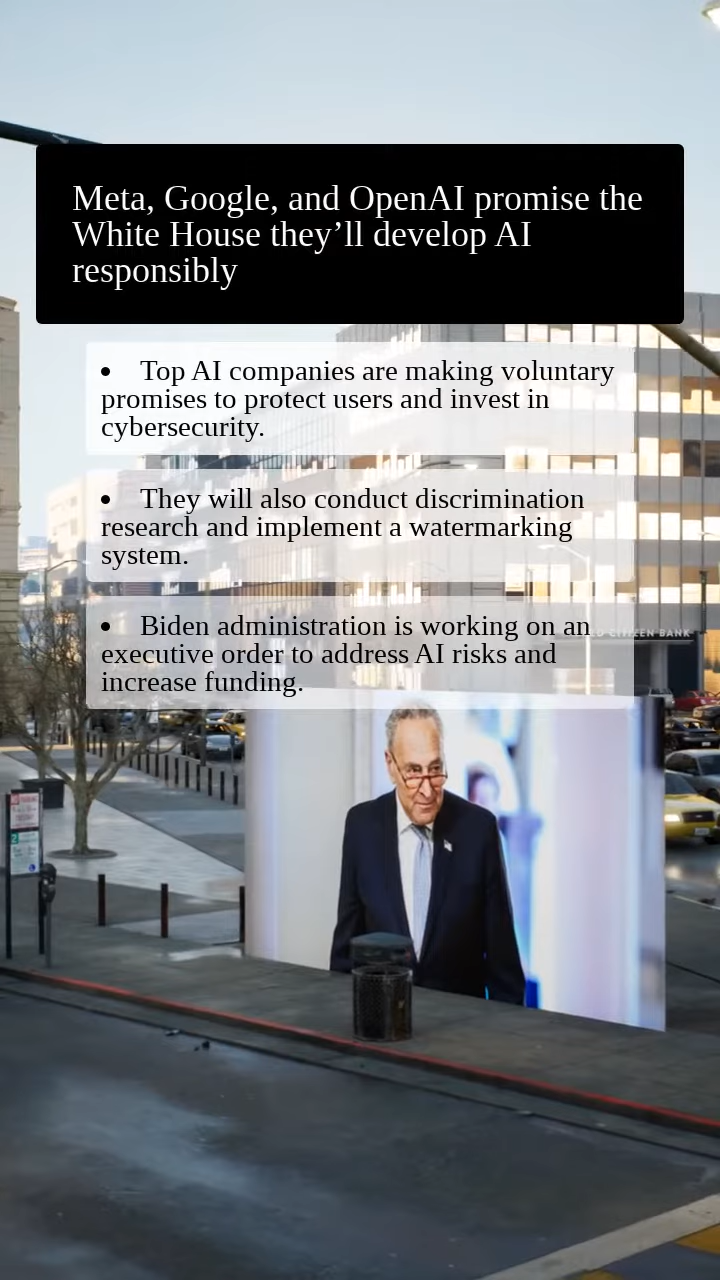 Meta, Google, and OpenAI promise the
White House they’ll develop AI
responsibly
• Top AI companies are making voluntary
promises to protect users and invest in
cybersecurity.
• They will also conduct discrimination
research and implement a watermarking
system.
• Biden administration is working on an
executive order to address AI risks and
increase funding.
CITIZEN BANK